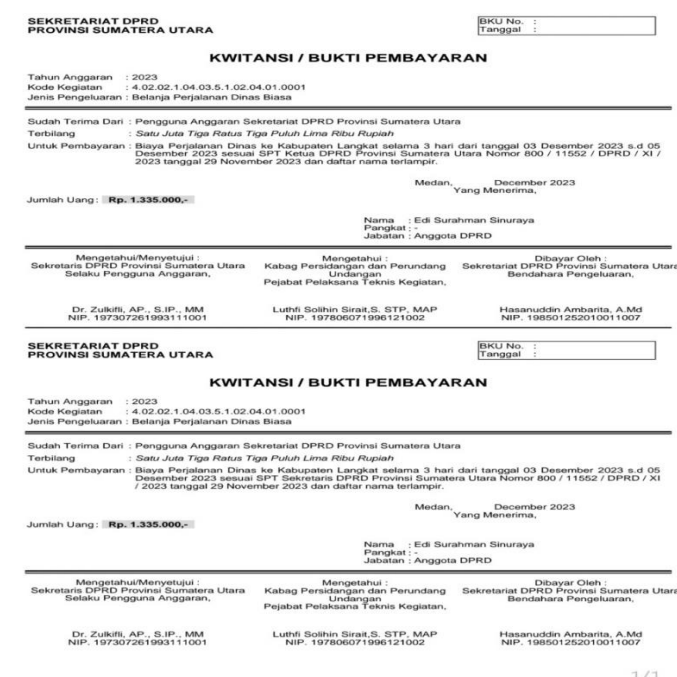 SEKRETARIAT DPRD
PROVINSI SUMATERA UTARA
BKU No. :
Tanggal :
KWITANSI / BUKTI PEMBAYARAN
Tahun Anggaran : 2023
Kode Kegiatan : 4.02.02.1.04.03.5.1.02.04.01.0001
Jenis Pengeluaran : Belanja Perjalanan Dinas Biasa
Sudah Terima Dari : Pengguna Anggaran Sekretariat DPRD Provinsi Sumatera Utara
Terbilang : Satu Juta Tiga Ratus Tiga Puluh Lima Ribu Rupiah
Untuk Pembayaran : Biaya Perjalanan Dinas ke Kabupaten Langkat selama 3 hari dari tanggal 03 Desember 2023 s.d 05
Desember 2023 sesuai SPT Ketua DPRD Provinsi Sumatera Utara Nomor 800 / 11552 / DPRD / XI /
2023 tanggal 29 November 2023 dan daftar nama terlampir.
Medan, December 2023
Yang Menerima,
Jumlah Uang : Rp. 1.335.000,-
Nama : Edi Surahman Sinuraya
Pangkat : -
Jabatan : Anggota DPRD
Mengetahui/Menyetujui :
Sekretaris DPRD Provinsi Sumatera Utara
Selaku Pengguna Anggaran,
Mengetahui :
Kabag Persidangan dan Perundang
Undangan
Pejabat Pelaksana Teknis Kegiatan,
Dibayar Oleh :
Sekretariat DPRD Provinsi Sumatera Utara
Bendahara Pengeluaran,
Dr. Zulkifli, AP., S.IP., MM
NIP. 197307261993111001
Luthfi Solihin Sirait,S. STP, MAP
NIP. 197806071996121002
Hasanuddin Ambarita, A.Md
NIP. 198501252010011007
SEKRETARIAT DPRD
PROVINSI SUMATERA UTARA
BKU No. :
Tanggal :
KWITANSI / BUKTI PEMBAYARAN
Tahun Anggaran : 2023
Kode Kegiatan : 4.02.02.1.04.03.5.1.02.04.01.0001
Jenis Pengeluaran : Belanja Perjalanan Dinas Biasa
Sudah Terima Dari : Pengguna Anggaran Sekretariat DPRD Provinsi Sumatera Utara
Terbilang : Satu Juta Tiga Ratus Tiga Puluh Lima Ribu Rupiah
Untuk Pembayaran : Biaya Perjalanan Dinas ke Kabupaten Langkat selama 3 hari dari tanggal 03 Desember 2023 s.d 05
Desember 2023 sesuai SPT Sekretaris DPRD Provinsi Sumatera Utara Nomor 800 / 11552 / DPRD / XI
/ 2023 tanggal 29 November 2023 dan daftar nama terlampir.
Medan, December 2023
Yang Menerima,
Jumlah Uang : Rp. 1.335.000,-
Nama : Edi Surahman Sinuraya
Pangkat : -
Jabatan : Anggota DPRD
Mengetahui/Menyetujui :
Sekretaris DPRD Provinsi Sumatera Utara
Selaku Pengguna Anggaran,
Mengetahui :
Kabag Persidangan dan Perundang
Undangan
Pejabat Pelaksana Teknis Kegiatan,
Dibayar Oleh :
Sekretariat DPRD Provinsi Sumatera Utara
Bendahara Pengeluaran,
Dr. Zulkifli, AP., S.IP., MM
NIP. 197307261993111001
Luthfi Solihin Sirait,S. STP, MAP
NIP. 197806071996121002
Hasanuddin Ambarita, A.Md
NIP. 198501252010011007
1/1